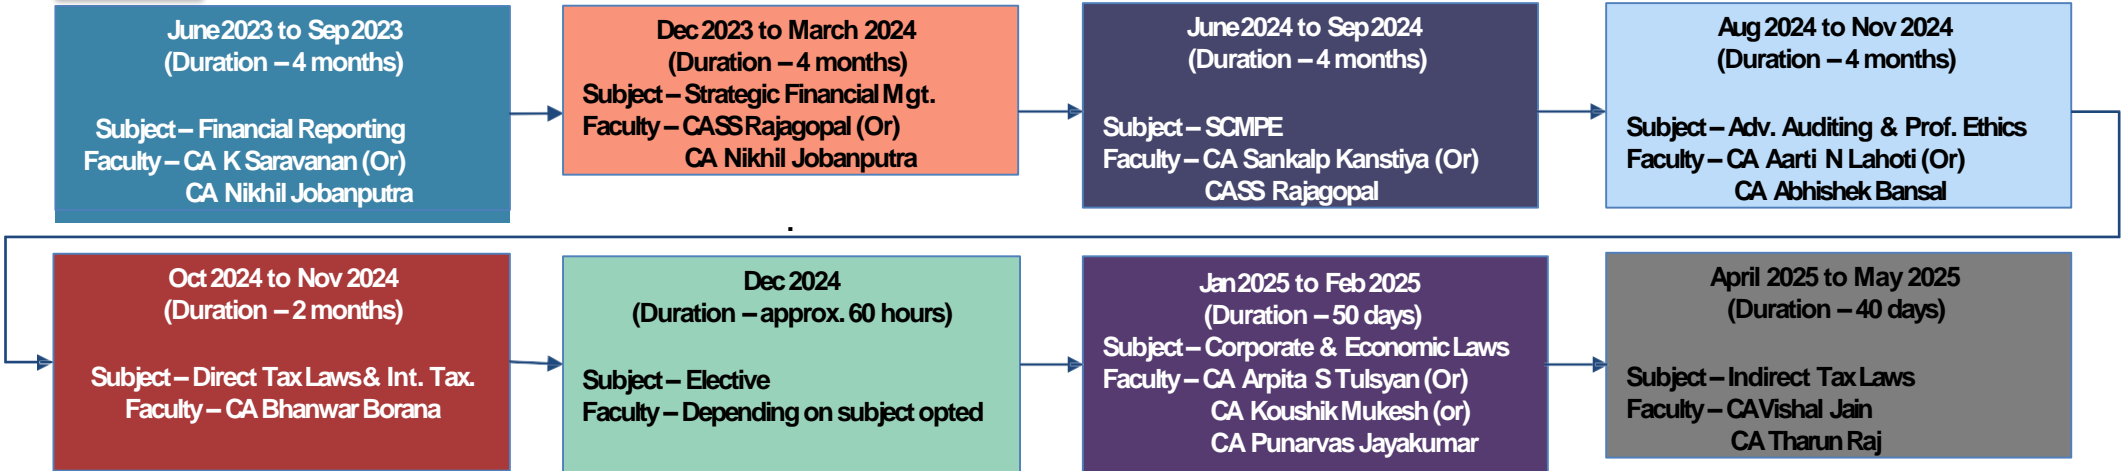 June 2023 to Sep 2023
(Duration – 4 months)
Subject – Financial Reporting
Faculty – CA K Saravanan (Or)
CA Nikhil Jobanputra
Dec 2023 to March 2024
(Duration – 4 months)
Subject – Strategic Financial Mgt.
Faculty – CASS Rajagopal (Or)
CA Nikhil Jobanputra
June 2024 to Sep 2024
(Duration – 4 months)
Subject – SCMPE
Faculty – CA Sankalp Kanstiya (Or)
CASS Rajagopal
Aug 2024 to Nov 2024
(Duration – 4 months)
Subject – Adv. Auditing & Prof. Ethics
Faculty – CA Aarti N Lahoti (Or)
CA Abhishek Bansal
.
Oct 2024 to Nov 2024
(Duration – 2 months)
Subject – Direct Tax Laws & Int. Tax.
Faculty – CA Bhanwar Borana
Dec 2024
(Duration – approx. 60 hours)
Subject – Elective
Faculty – Depending on subject opted
Jan 2025 to Feb 2025
(Duration – 50 days)
Subject – Corporate & Economic Laws
Faculty – CA Arpita S Tulsyan (Or)
CA Koushik Mukesh (or)
CA Punarvas Jayakumar
April 2025 to May 2025
(Duration – 40 days)
Subject – Indirect Tax Laws
Faculty – CA Vishal Jain
CA Tharun Raj